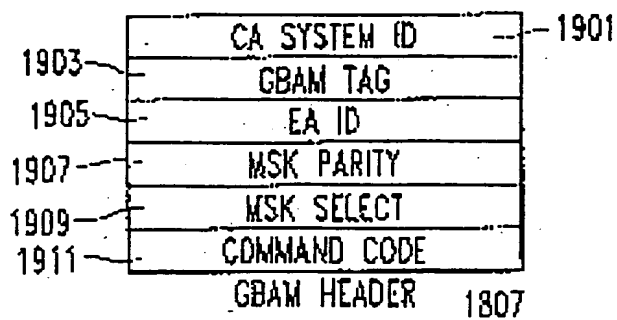 CA SYSTEM ID 1901
1903 GBAM TAG
1905 EA ID
1907 MSK PARITY
1909 MSK SELECT
1911 COMMAND CODE
GBAM HEADER 1807